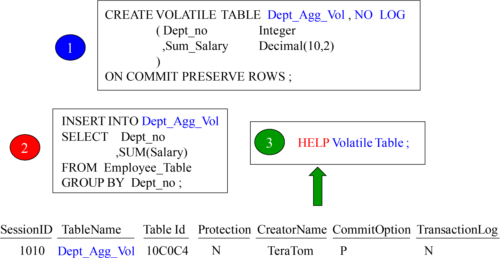 CREATE VOLATILE TABLE Dept_Agg_Vol , NO LOG
( Dept_no Integer
,Sum_Salary Decimal(10,2)
)
ON COMMIT PRESERVE ROWS ;
1
INSERT INTO Dept_Agg_Vol
SELECT Dept_no
,SUM(Salary)
FROM Employee_Table
GROUP BY Dept_no ;
2
3
HELP Volatile Table ;
SessionID TableName Table Id Protection CreatorName CommitOption TransactionLog
1010 Dept_Agg_Vol 10C0C4 N TeraTom P N